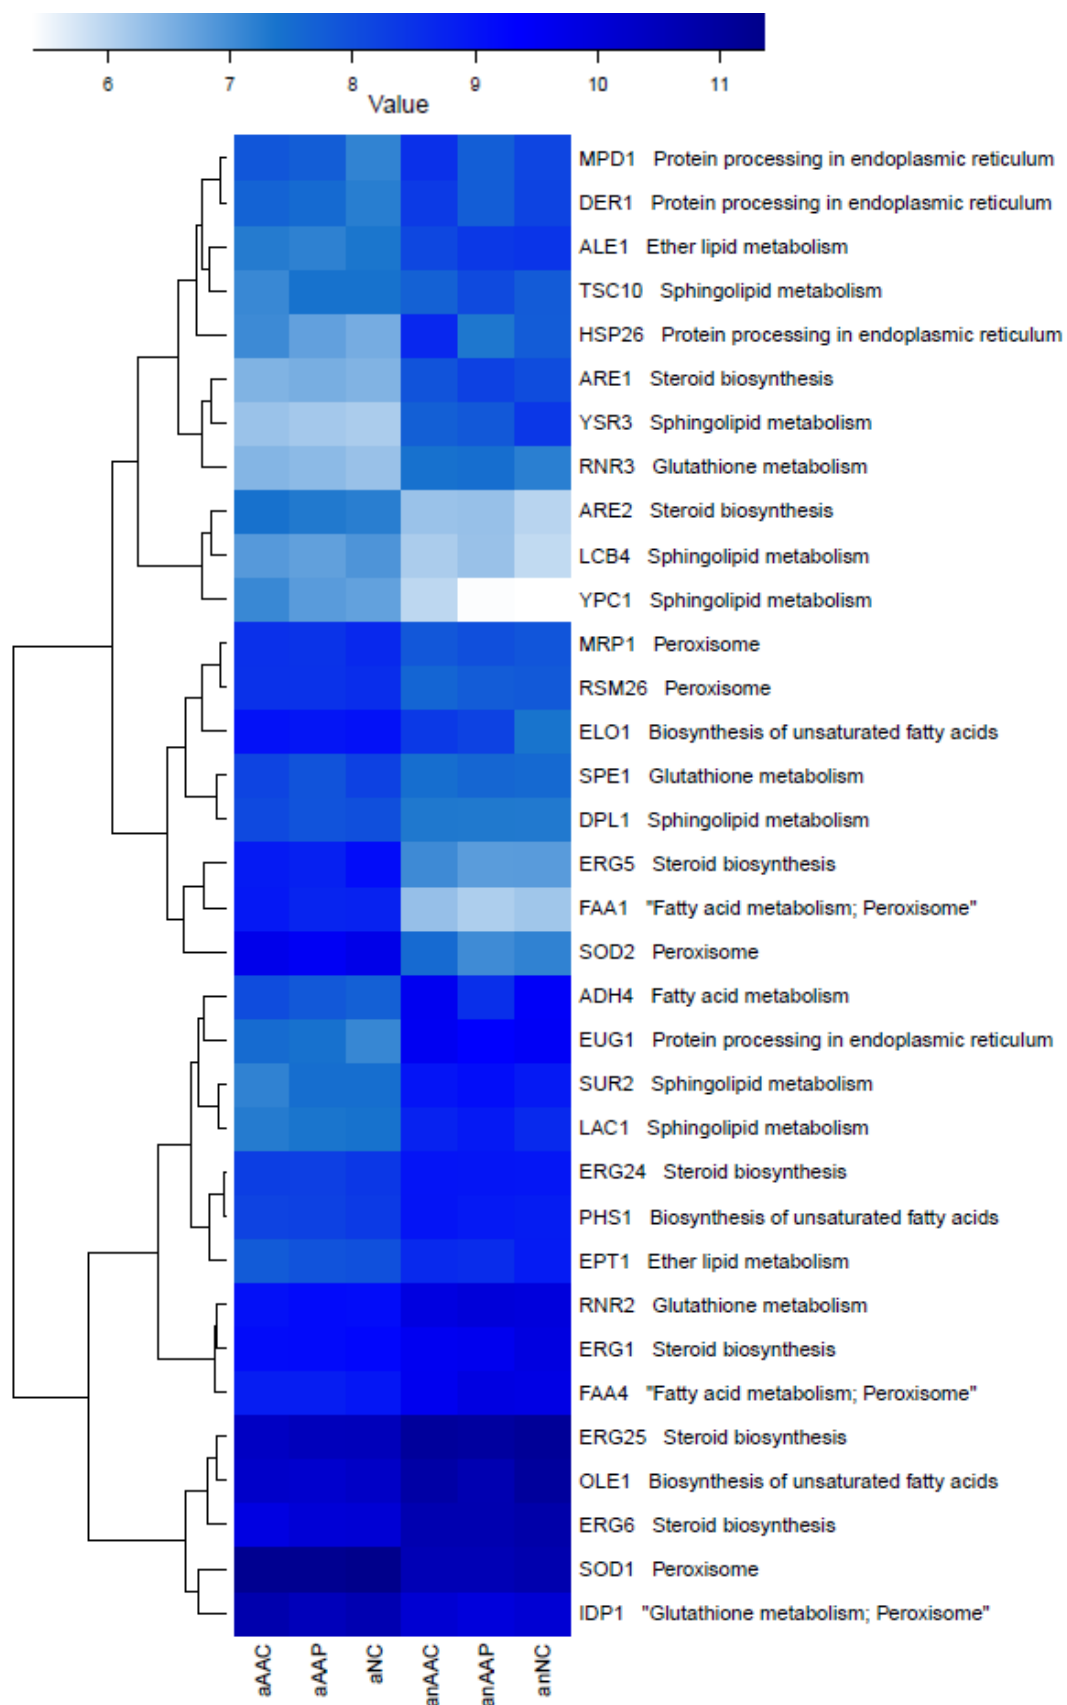 6 7 8 9 10 11
Value
MPD1 Protein processing in endoplasmic reticulum
DER1 Protein processing in endoplasmic reticulum
ALE1 Ether lipid metabolism
TSC10 Sphingolipid metabolism
HSP26 Protein processing in endoplasmic reticulum
ARE1 Steroid biosynthesis
YSR3 Sphingolipid metabolism
RNR3 Glutathione metabolism
ARE2 Steroid biosynthesis
LCB4 Sphingolipid metabolism
YPC1 Sphingolipid metabolism
MRP1 Peroxisome
RSM26 Peroxisome
ELO1 Biosynthesis of unsaturated fatty acids
SPE1 Glutathione metabolism
DPL1 Sphingolipid metabolism
ERG5 Steroid biosynthesis
FAA1 "Fatty acid metabolism; Peroxisome"
SOD2 Peroxisome
ADH4 Fatty acid metabolism
EUG1 Protein processing in endoplasmic reticulum
SUR2 Sphingolipid metabolism
LAC1 Sphingolipid metabolism
ERG24 Steroid biosynthesis
PHS1 Biosynthesis of unsaturated fatty acids
EPT1 Ether lipid metabolism
RNR2 Glutathione metabolism
ERG1 Steroid biosynthesis
FAA4 "Fatty acid metabolism; Peroxisome"
ERG25 Steroid biosynthesis
OLE1 Biosynthesis of unsaturated fatty acids
ERG6 Steroid biosynthesis
SOD1 Peroxisome
IDP1 "Glutathione metabolism; Peroxisome"
aAAC
aAAP
aNC
anAAC
anAAP
anNC